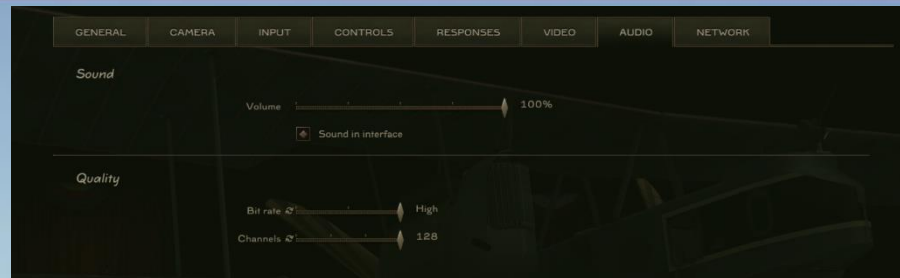 GENERAL CAMERA INPUT CONTROLS RESPONSES VIDEO AUDIO NETWORK
Sound
Volume 100%
Sound in interface
Quality
Bit rate High
Channels 128